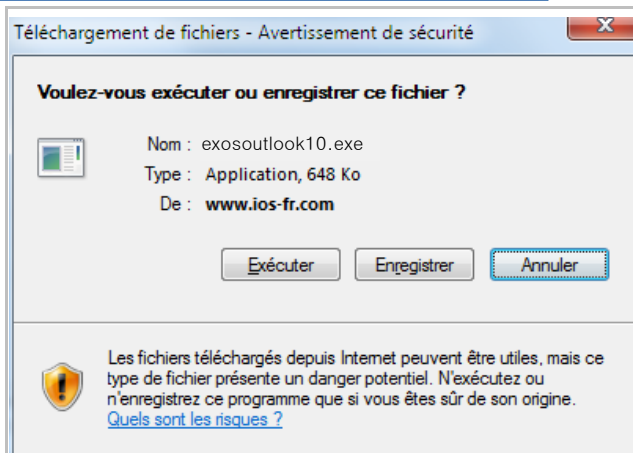 Téléchargement de fichiers - Avertissement de sécurité
X
Voulez-vous exécuter ou enregistrer ce fichier ?
Nom : exosoutlook10.exe
Type : Application, 648 Ko
De : www.ios-fr.com
Exécuter Enregistrer Annuler
Les fichiers téléchargés depuis Internet peuvent être utiles, mais ce
type de fichier présente un danger potentiel. N'exécutez ou
n'enregistrez ce programme que si vous êtes sûr de son origine.
Quels sont les risques ?